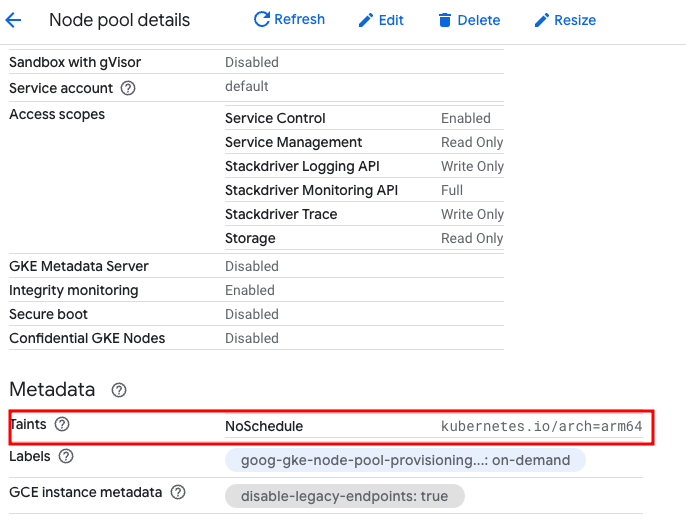 Node pool details Refresh Edit Delete Resize
Sandbox with gVisor Disabled
Service account default
Access scopes
Service Control Enabled
Service Management Read Only
Stackdriver Logging API Write Only
Stackdriver Monitoring API Full
Stackdriver Trace Write Only
Storage Read Only
GKE Metadata Server Disabled
Integrity monitoring Enabled
Secure boot Disabled
Confidential GKE Nodes Disabled
Metadata
Taints NoSchedule kubernetes.io/arch=arm64
Labels goog-gke-node-pool-provisioning...: on-demand
GCE instance metadata disable-legacy-endpoints: true